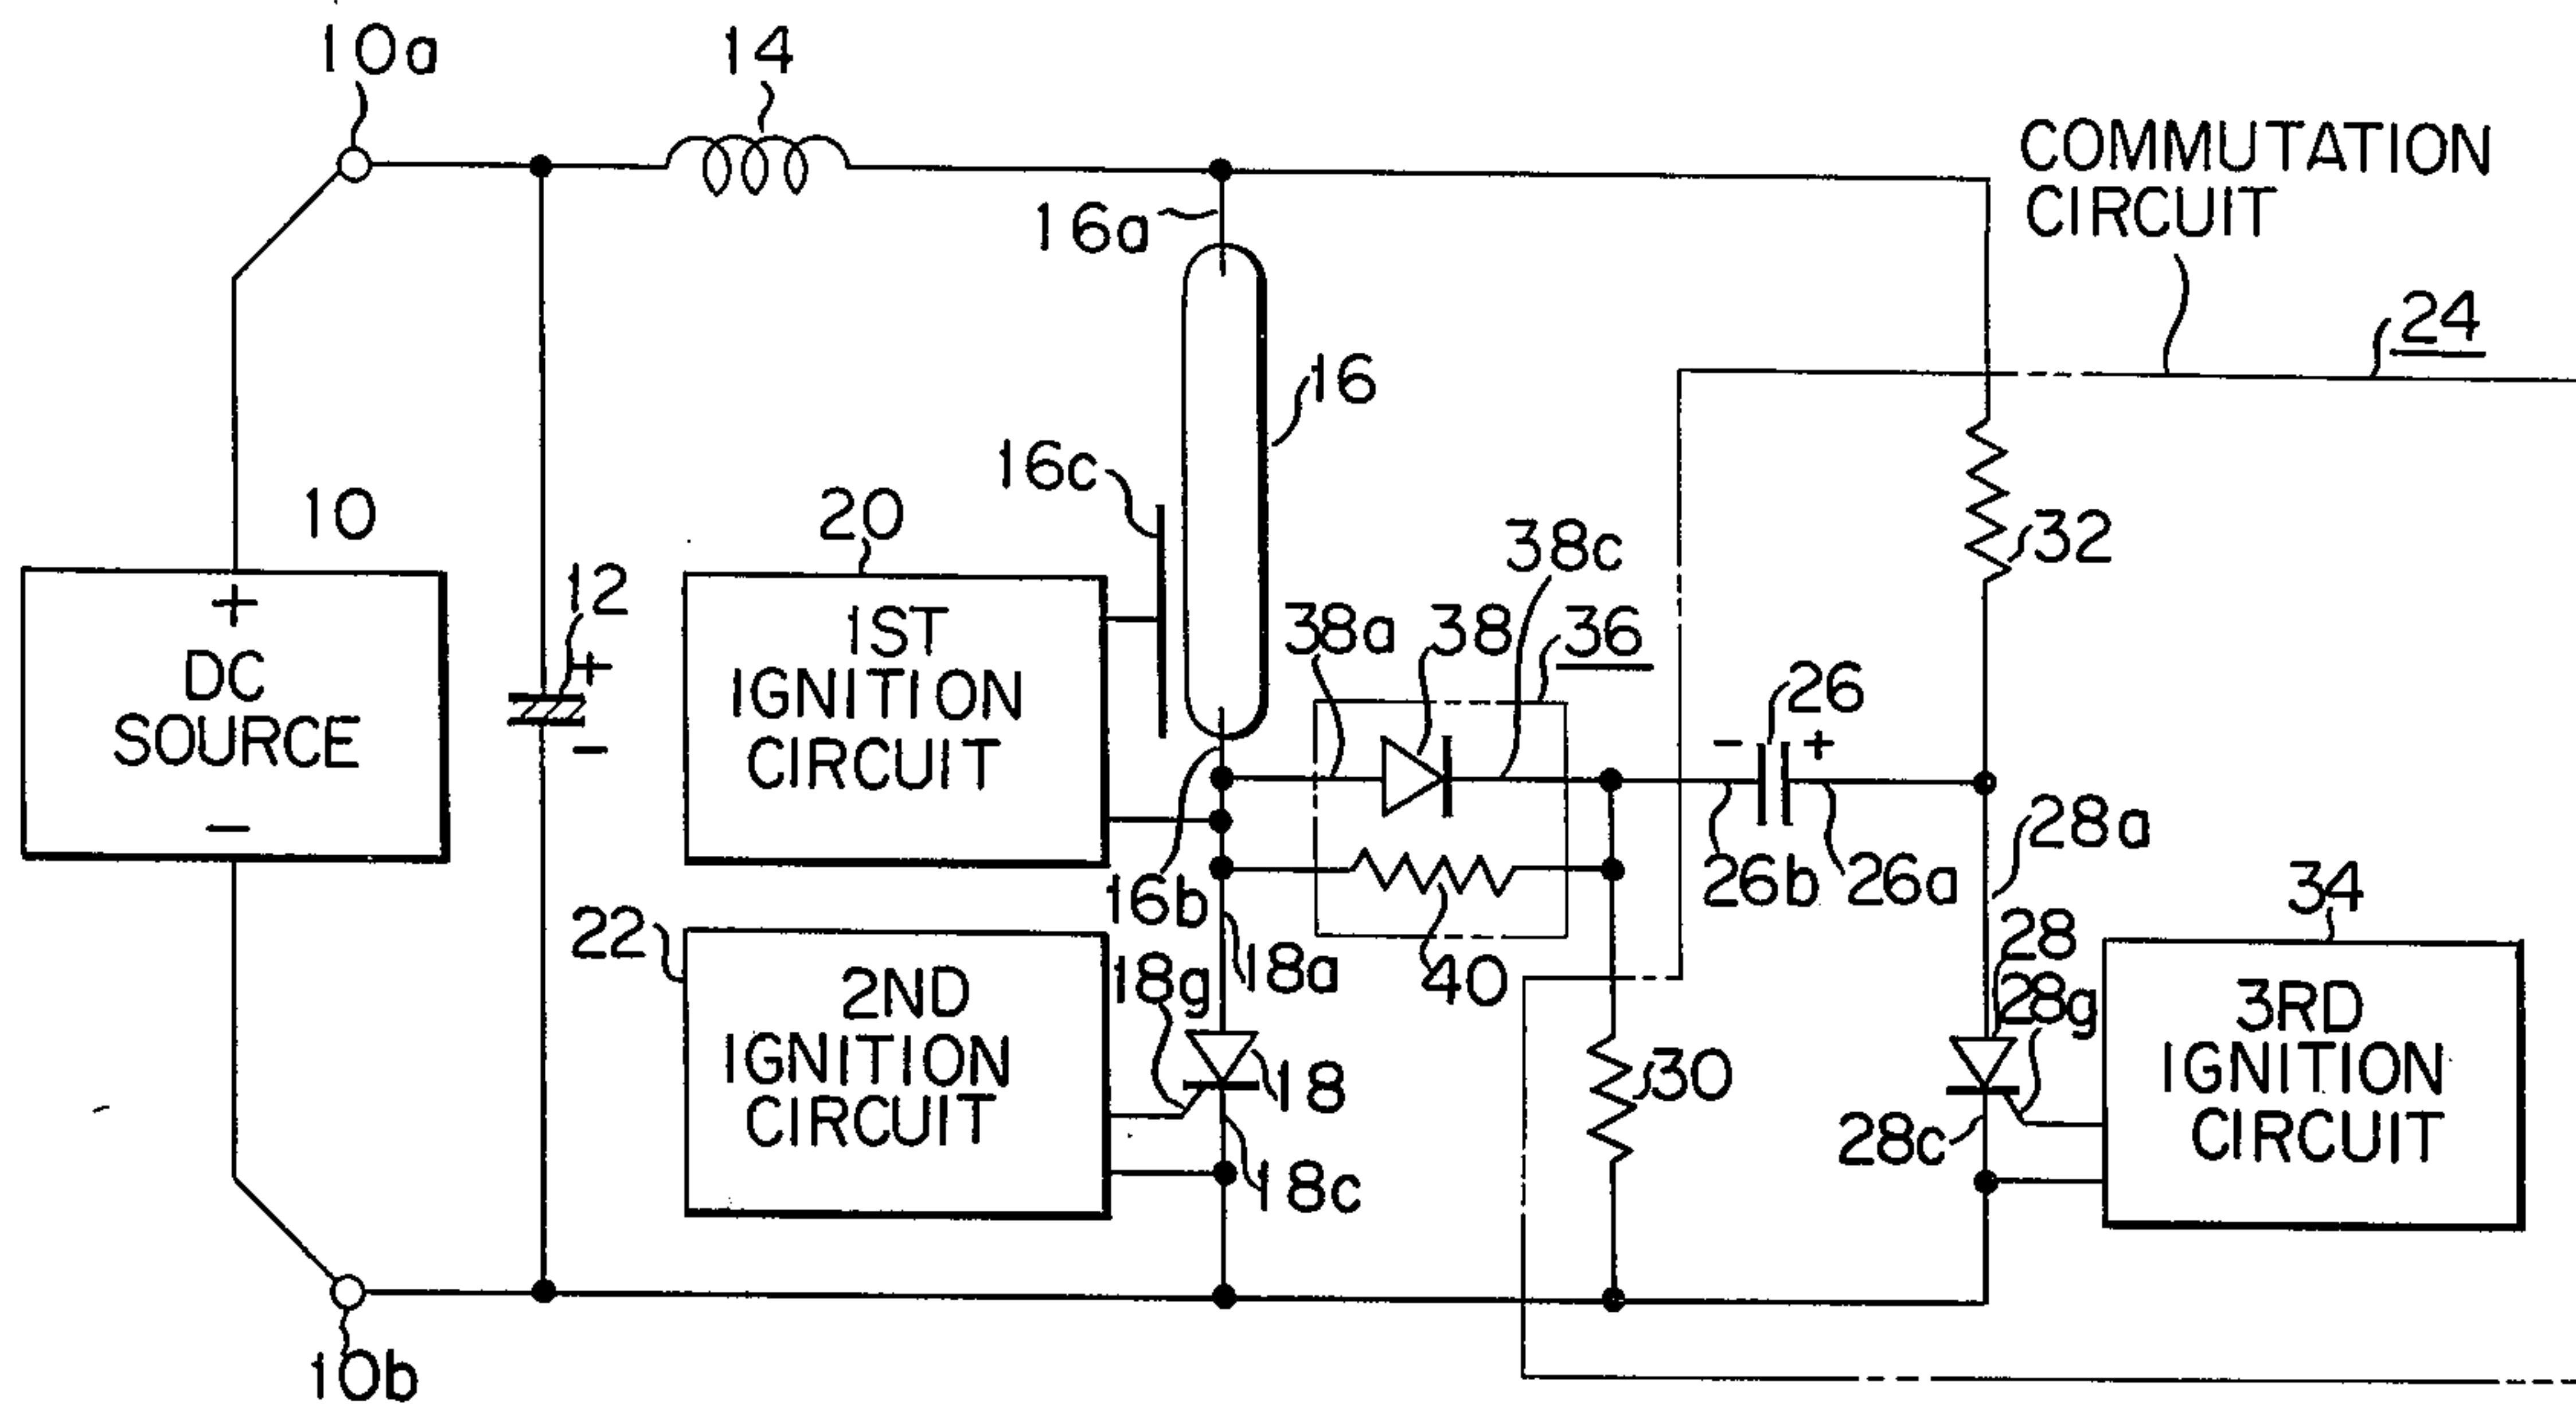 10a
14
COMMUTATION
CIRCUIT
24
16a
16
16c
10
20
38c
32
12
+
1ST
IGNITION
CIRCUIT
38a
38
36
+
DC
SOURCE
−
−
26
−
+
26b
26a
28a
16b
22
2ND
IGNITION
CIRCUIT
18g
18a
40
28
28g
34
3RD
IGNITION
CIRCUIT
18
30
28c
18c
10b